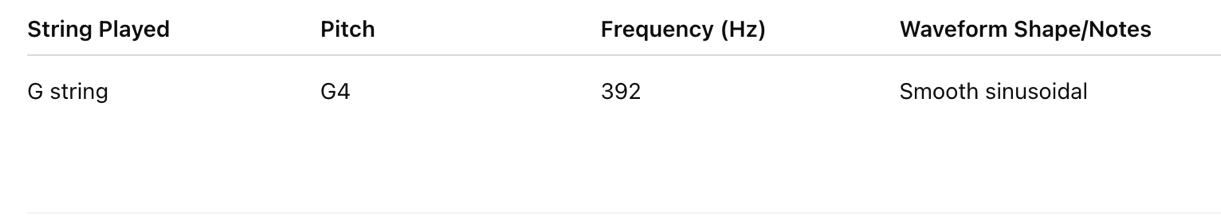 String Played Pitch Frequency (Hz) Waveform Shape/Notes
G string G4 392 Smooth sinusoidal